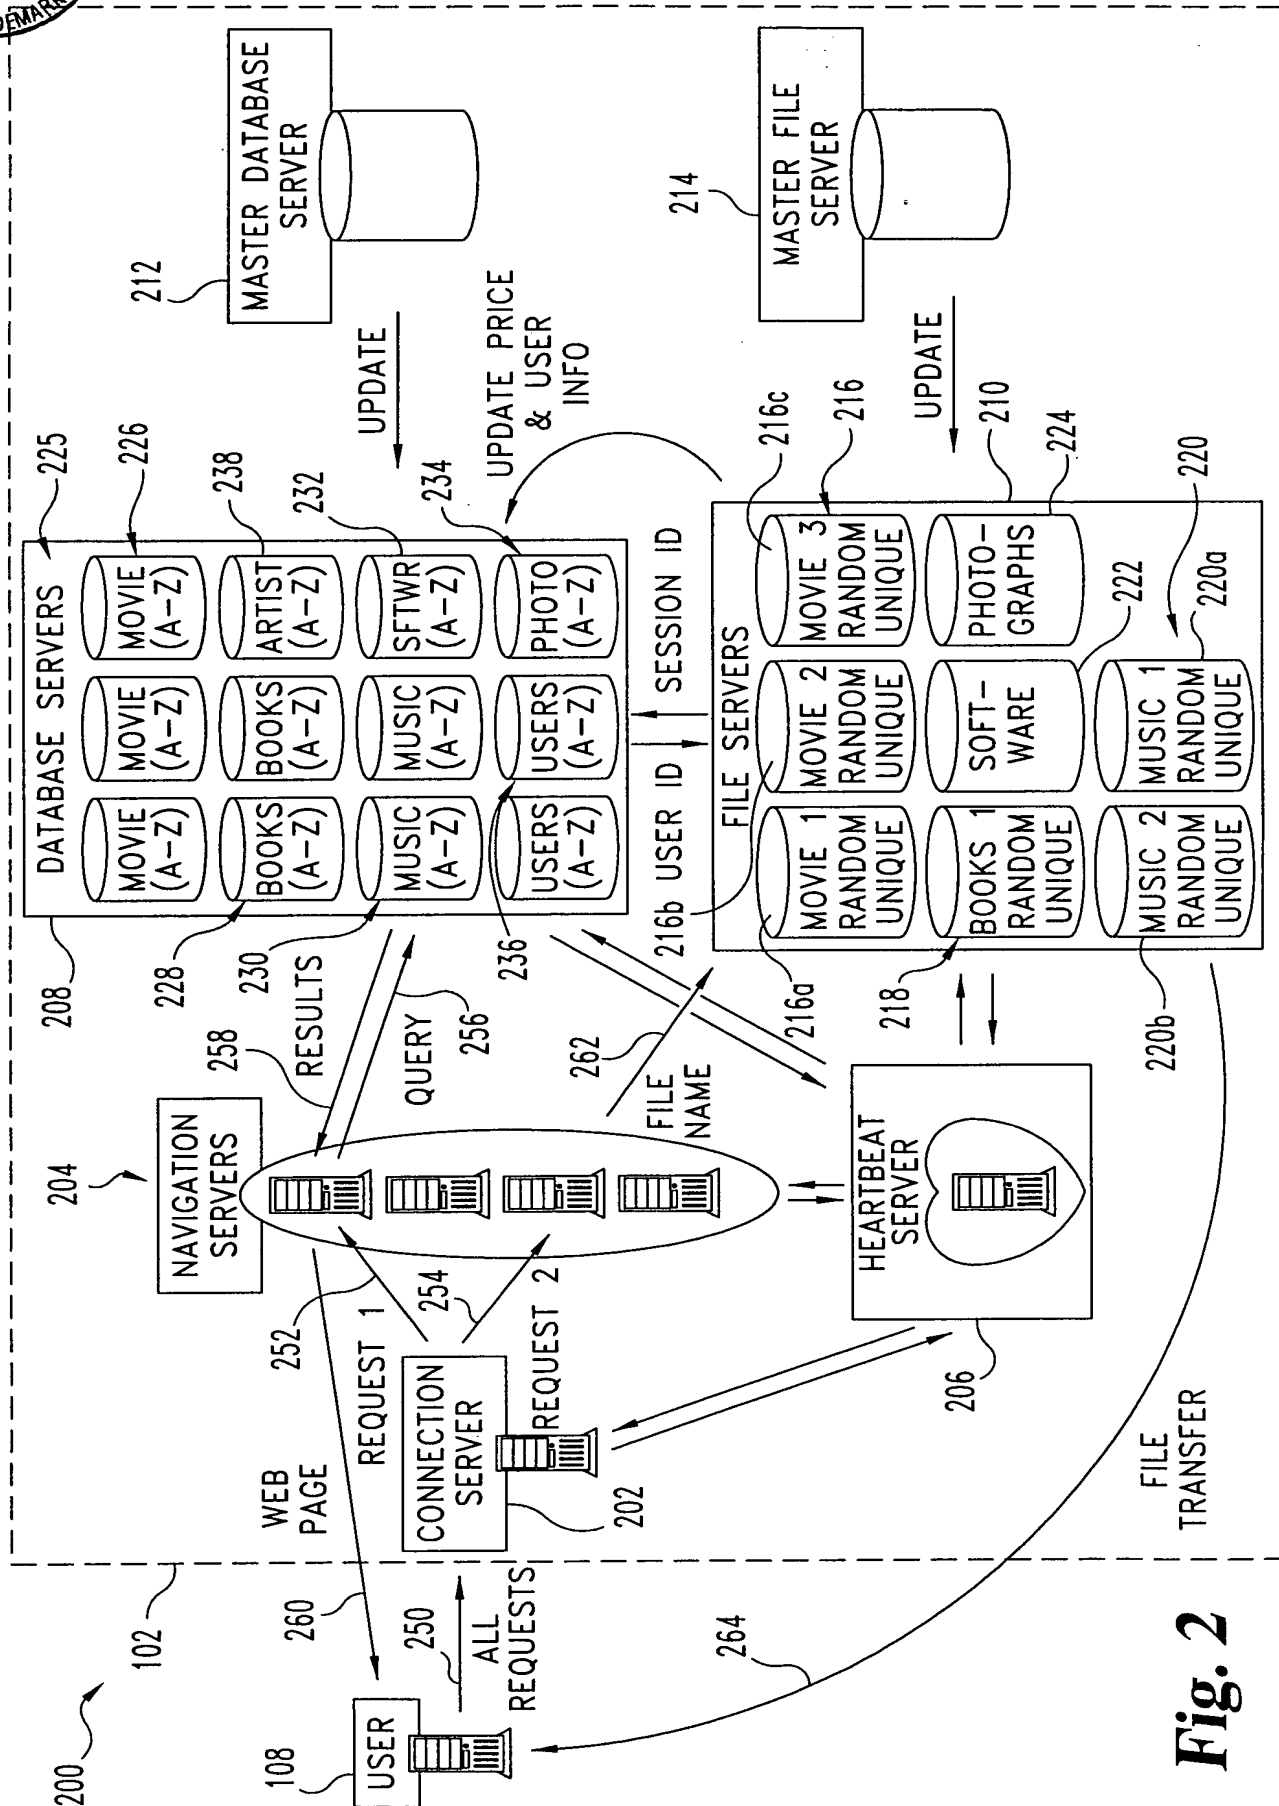 200
102
108
USER
260
250
ALL
REQUESTS
WEB
PAGE
REQUEST 1
252
254
REQUEST 2
CONNECTION
SERVER
202
204
NAVIGATION
SERVERS
258
RESULTS
QUERY
256
262
FILE
NAME
HEARTBEAT
SERVER
206
264
FILE
TRANSFER
208
DATABASE SERVERS
225
MOVIE
(A-Z)
MOVIE
(A-Z)
MOVIE
(A-Z)
226
228
BOOKS
(A-Z)
BOOKS
(A-Z)
ARTIST
(A-Z)
238
230
MUSIC
(A-Z)
MUSIC
(A-Z)
SFTWR
(A-Z)
232
236
USERS
(A-Z)
USERS
(A-Z)
PHOTO
(A-Z)
234
216b
USER ID
SESSION ID
UPDATE PRICE
& USER
INFO
FILE SERVERS
216a
MOVIE 1
RANDOM
UNIQUE
MOVIE 2
RANDOM
UNIQUE
MOVIE 3
RANDOM
UNIQUE
216c
216
218
BOOKS 1
RANDOM
UNIQUE
SOFT-
WARE
PHOTO-
GRAPHS
210
224
222
220
220a
220b
MUSIC 2
RANDOM
UNIQUE
MUSIC 1
RANDOM
UNIQUE
UPDATE
212
MASTER DATABASE
SERVER
UPDATE
214
MASTER FILE
SERVER
Fig. 2